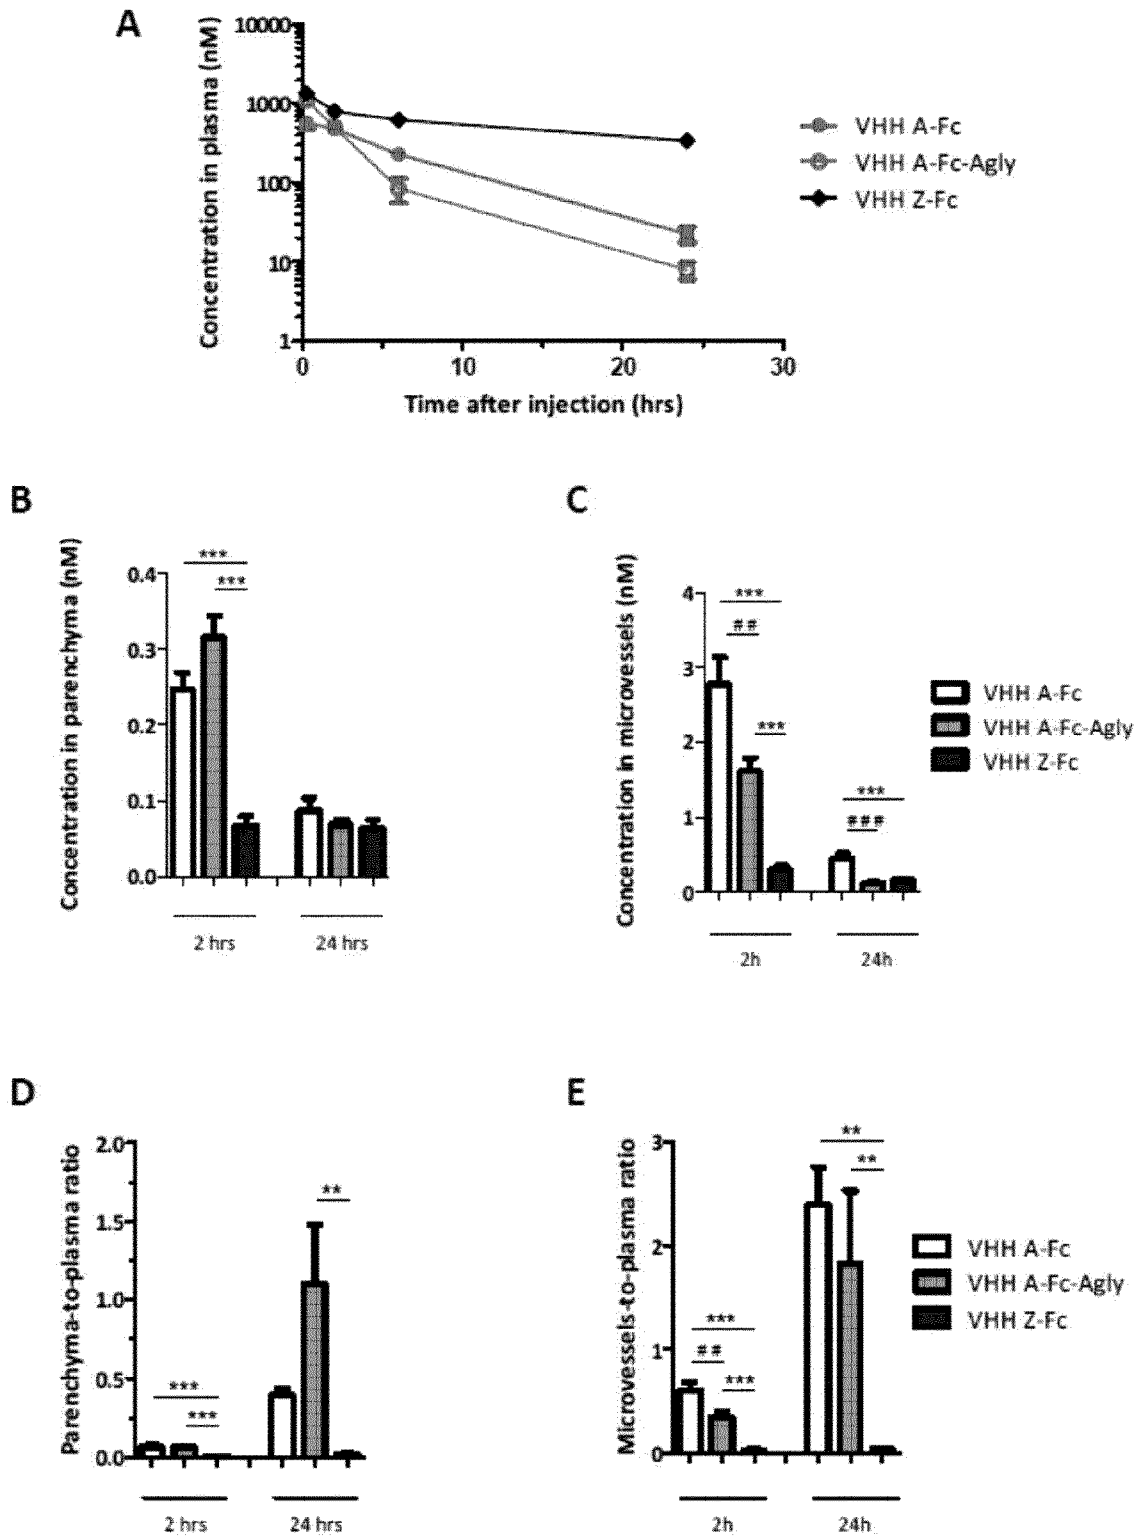 A
Concentration in plasma (nM)
10000
1000
100
10
1
0 10 20 30
Time after injection (hrs)
VHH A-Fc
VHH A-Fc-Agly
VHH Z-Fc
B
Concentration in parenchyma (nM)
0.4
0.3
0.2
0.1
0.0
***
***
2 hrs 24 hrs
C
Concentration in microvessels (nM)
4
3
2
1
0
***
##
***
***
###
2h 24h
VHH A-Fc
VHH A-Fc-Agly
VHH Z-Fc
D
Parenchyma-to-plasma ratio
2.0
1.5
1.0
0.5
0.0
***
***
**
2 hrs 24 hrs
E
Microvessels-to-plasma ratio
3
2
1
0
***
##
***
**
**
2h 24h
VHH A-Fc
VHH A-Fc-Agly
VHH Z-Fc